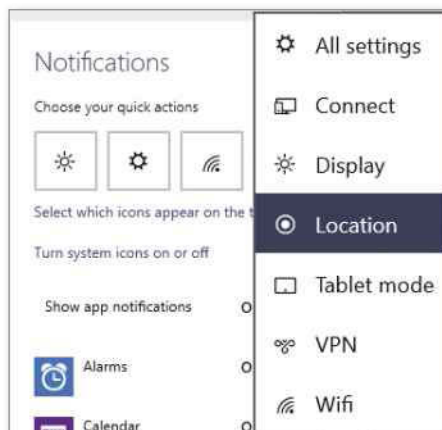 Notifications
Choose your quick actions
Select which icons appear on the t
Turn system icons on or off
Show app notifications O
Alarms O
Calendar O
All settings
Connect
Display
Location
Tablet mode
VPN
Wifi